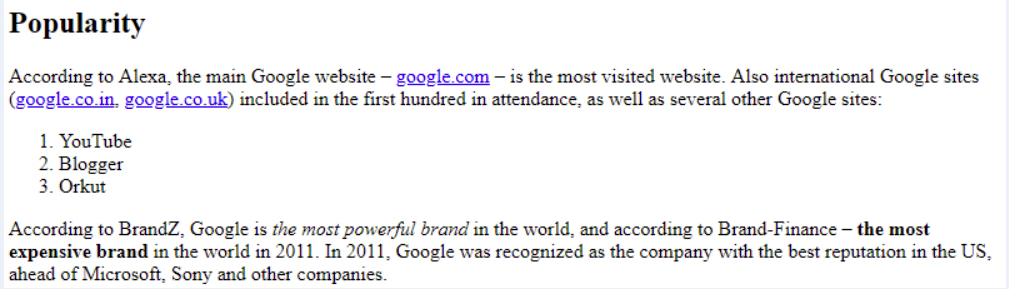 Popularity
According to Alexa, the main Google website – google.com – is the most visited website. Also international Google sites
(google.co.in, google.co.uk) included in the first hundred in attendance, as well as several other Google sites:
1. YouTube
2. Blogger
3. Orkut
According to BrandZ, Google is the most powerful brand in the world, and according to Brand-Finance – the most
expensive brand in the world in 2011. In 2011, Google was recognized as the company with the best reputation in the US,
ahead of Microsoft, Sony and other companies.